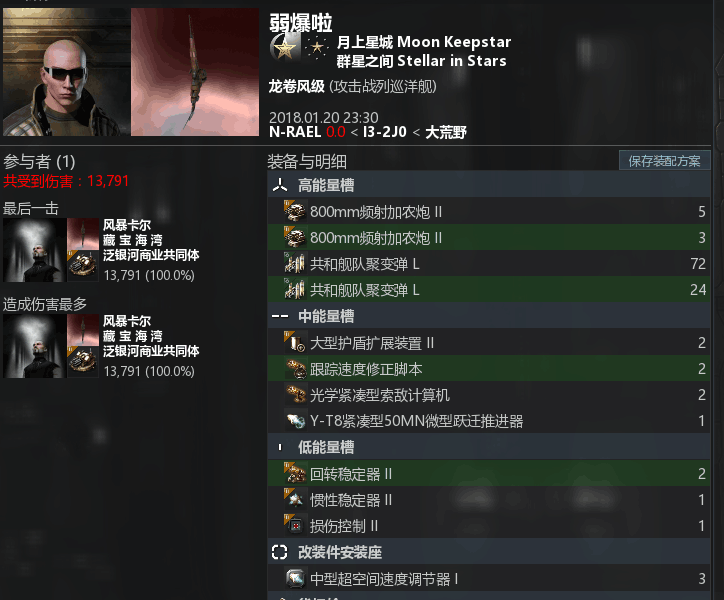 弱爆啦
月上星城 Moon Keepstar
群星之间 Stellar in Stars
龙卷风级 (攻击战列巡洋舰)
2018.01.20 23:30
N-RAEL 0.0 < I3-2J0 < 大荒野
参与者 (1)
共受到伤害：13,791
最后一击
风暴卡尔
藏 宝 海 湾
泛银河商业共同体
13,791 (100.0%)
造成伤害最多
风暴卡尔
藏 宝 海 湾
泛银河商业共同体
13,791 (100.0%)
装备与明细
保存装配方案
高能量槽
800mm频射加农炮 II 5
800mm频射加农炮 II 3
共和舰队聚变弹 L 72
共和舰队聚变弹 L 24
中能量槽
大型护盾扩展装置 II 2
跟踪速度修正脚本 2
光学紧凑型索敌计算机 2
Y-T8紧凑型50MN微型跃迁推进器 1
低能量槽
回转稳定器 II 2
惯性稳定器 II 1
损伤控制 II 1
改装件安装座
中型超空间速度调节器 I 3